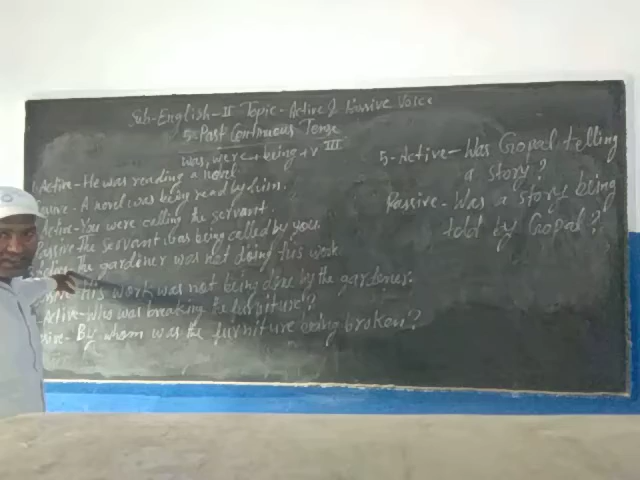 Sub-English-II Topic-Active & Passive Voice
5-Past Continuous Tense
was, were + being + V III
Active-He was reading a novel
Passive-A novel was being read by him.
Active-You were calling the servant.
Passive The servant was being called by you.
The gardiner was not doing his work
His work was not being done by the gardener.
Active-Who was breaking the furniture?
By whom was the furniture being broken?
5-Active-Was Gopal telling
a story?
Passive-Was a story being
told by Gopal?